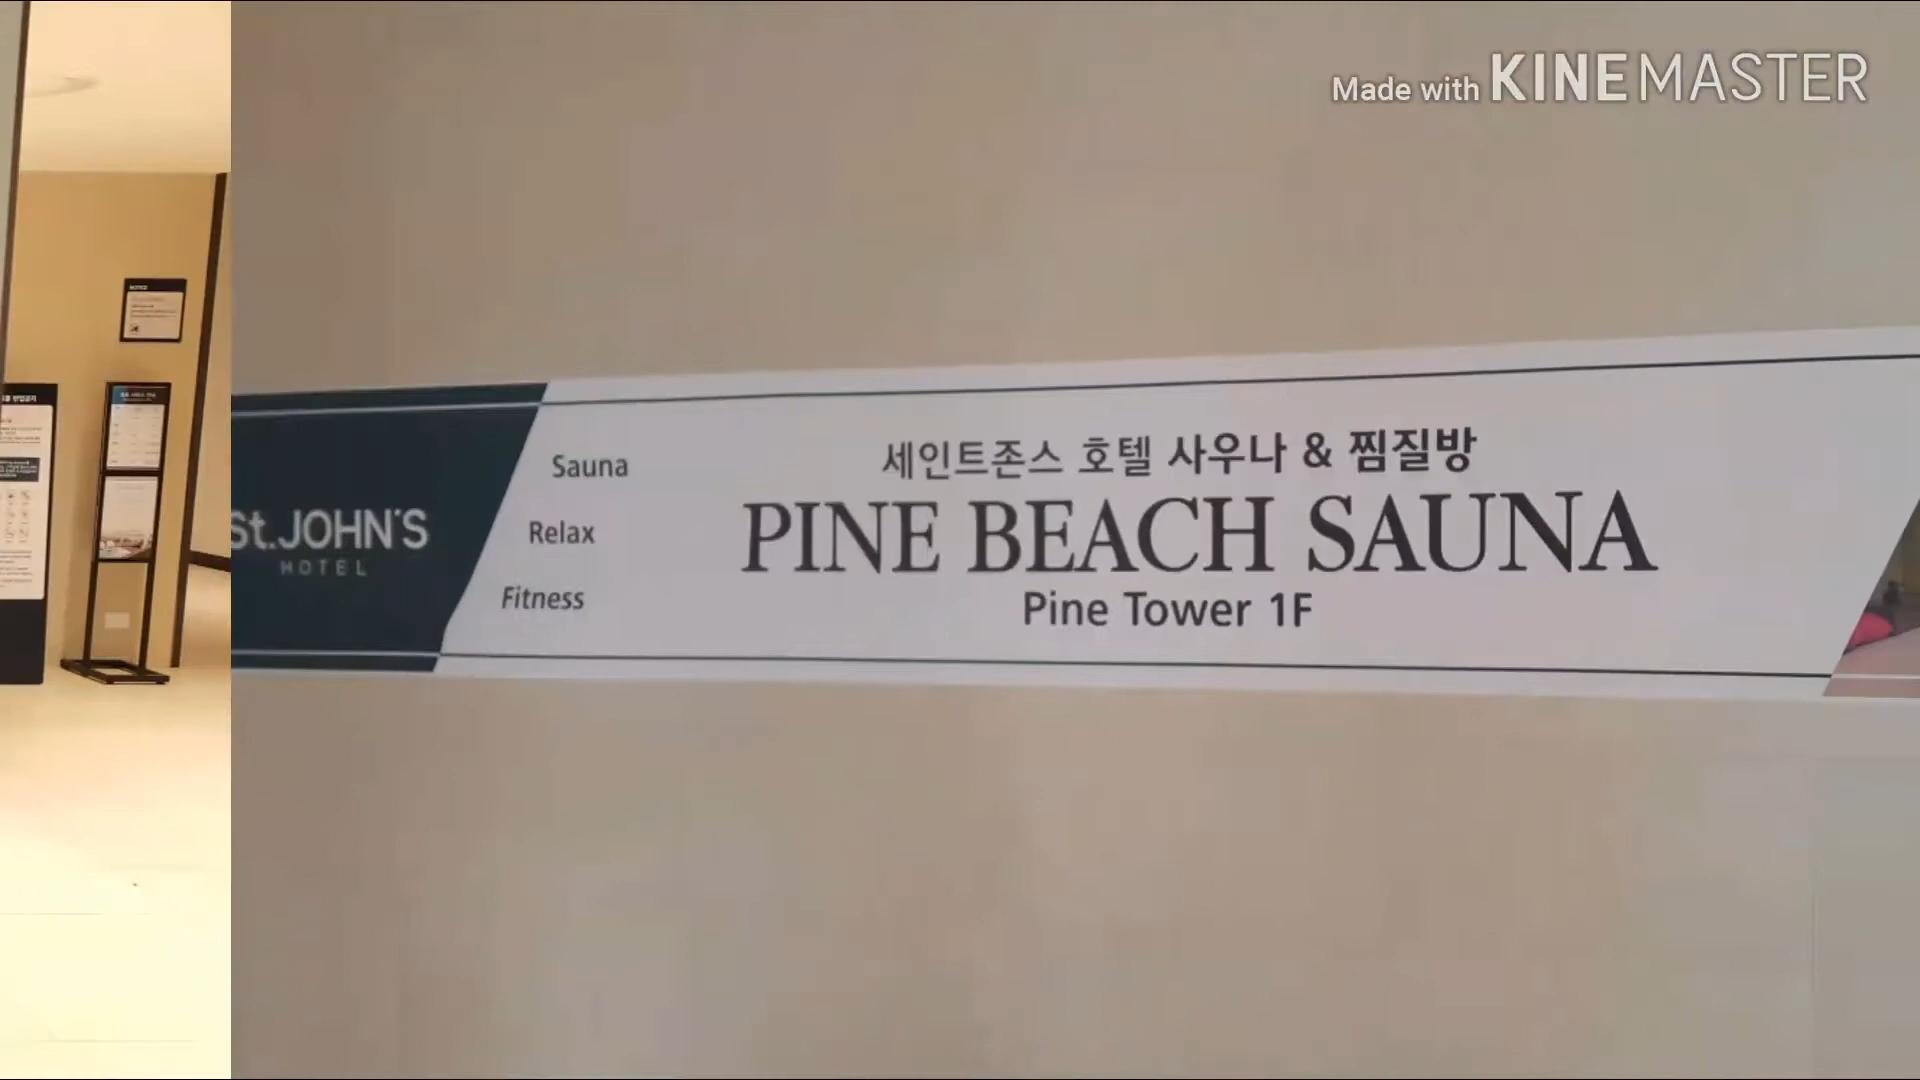 Made with KINEMASTER
NOTICE
St.JOHN'S
HOTEL
Sauna
Relax
Fitness
세인트존스 호텔 사우나 & 찜질방
PINE BEACH SAUNA
Pine Tower 1F